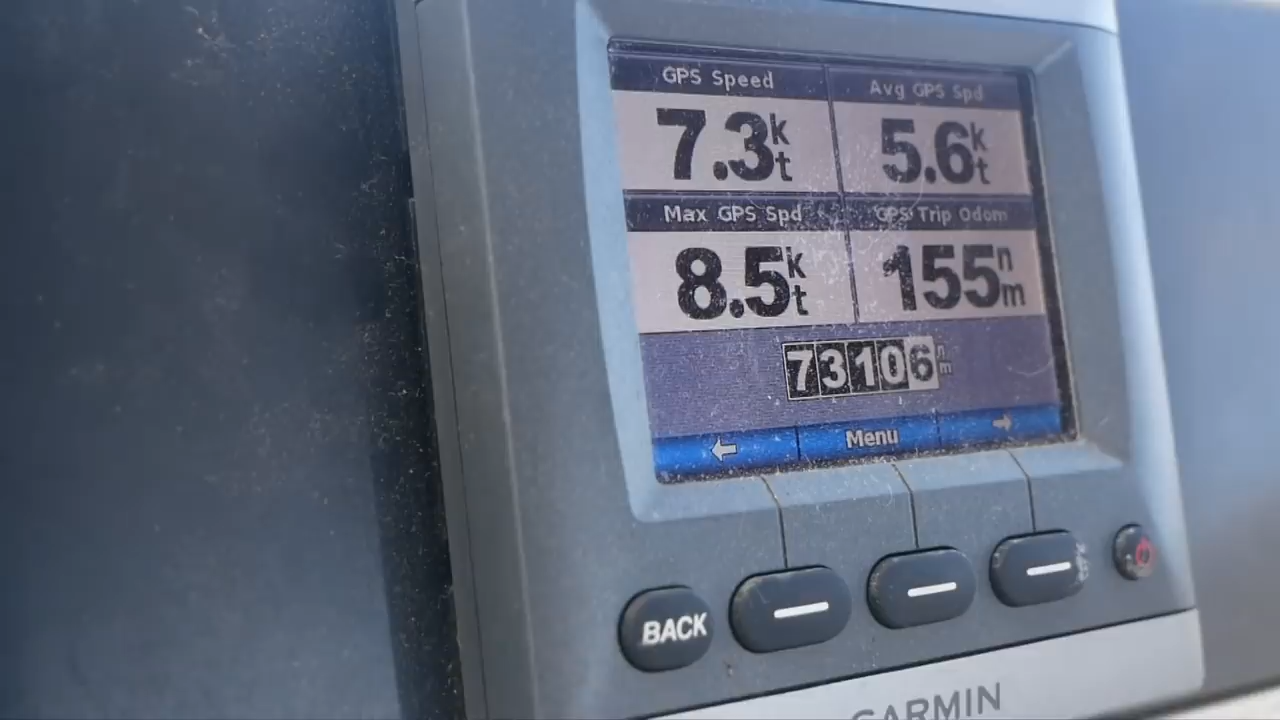 GPS Speed
Avg GPS Spd
7.3kt
5.6kt
Max GPS Spd
GPS Trip Odom
8.5kt
155nm
73106nm
Menu
BACK
GARMIN